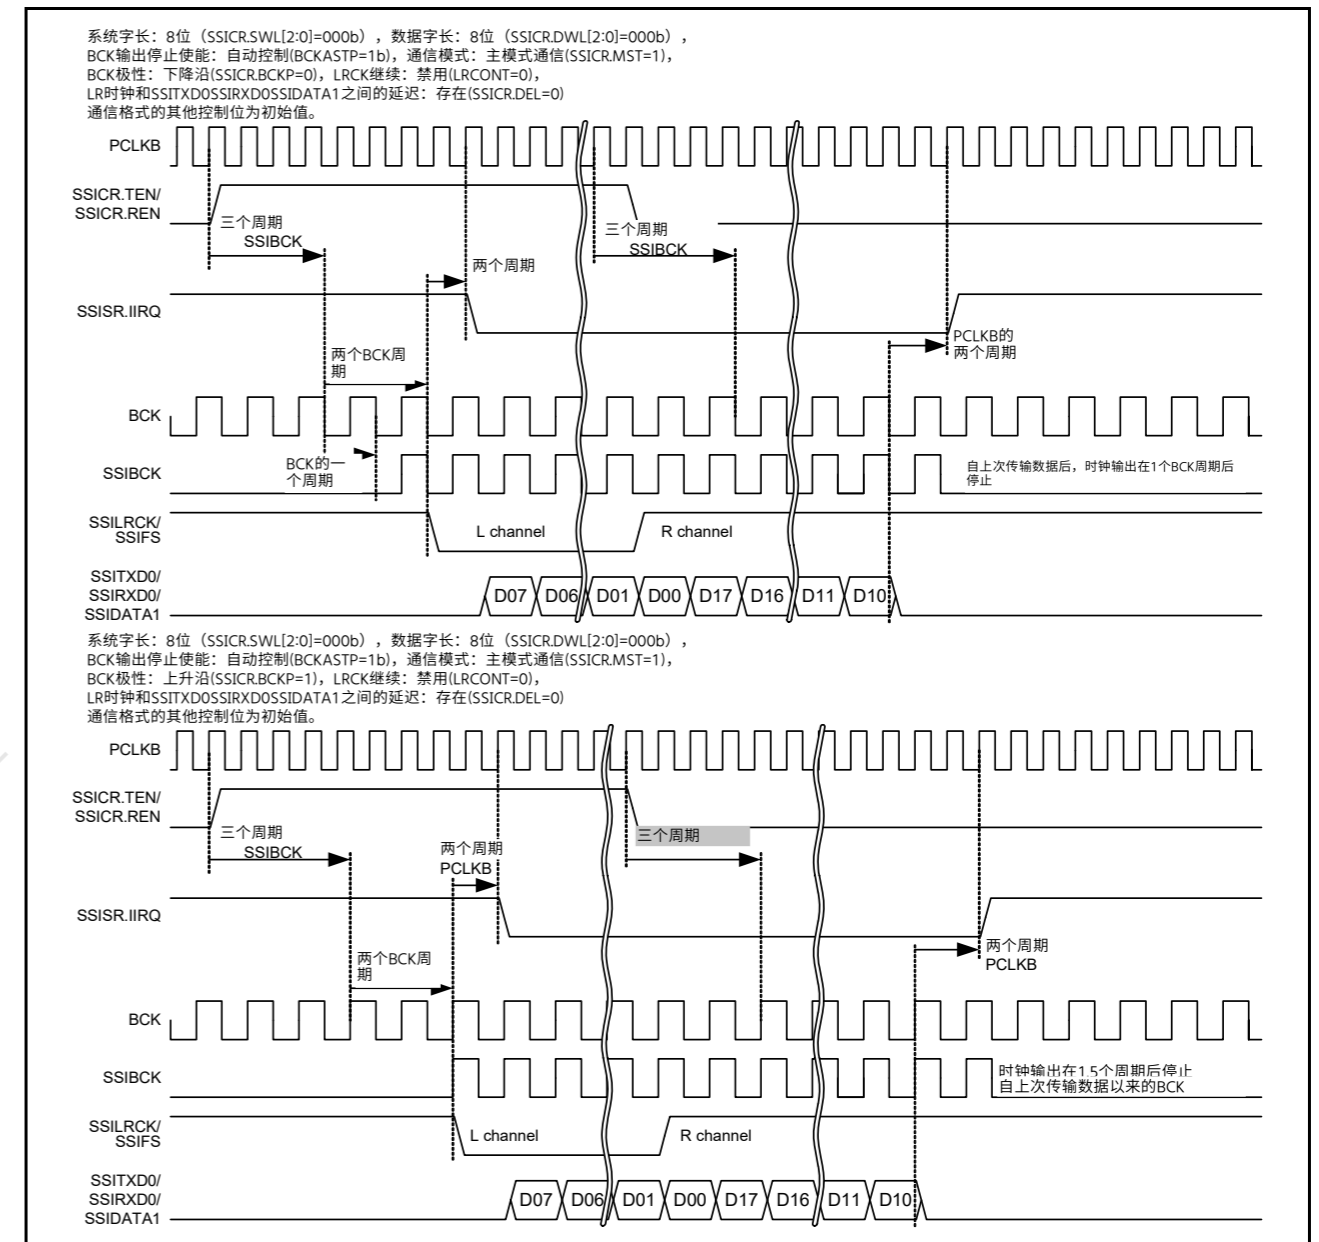 系统字长：8位（SSICR.SWL[2:0]=000b），数据字长：8位（SSICR.DWL[2:0]=000b），
BCK输出停止使能：自动控制(BCKASTP=1b)，通信模式：主模式通信(SSICR.MST=1)，
BCK极性：下降沿(SSICR.BCKP=0)，LRCK继续：禁用(LRCONT=0)，
LR时钟和SSITXD0SSIRXD0SSIDATA1之间的延迟：存在(SSICR.DEL=0)
通信格式的其他控制位为初始值。
PCLKB
SSICR.TEN/
SSICR.REN
三个周期
SSIBCK
三个周期
SSIBCK
两个周期
SSISR.IIRQ
PCLKB的
两个周期
两个BCK周
期
BCK
BCK的一
个周期
SSIBCK
自上次传输数据后，时钟输出在1个BCK周期后
停止
SSILRCK/
SSIFS
L channel
R channel
SSITXD0/
SSIRXD0/
SSIDATA1
D07 D06 D01 D00 D17 D16 D11 D10
系统字长：8位（SSICR.SWL[2:0]=000b），数据字长：8位（SSICR.DWL[2:0]=000b），
BCK输出停止使能：自动控制(BCKASTP=1b)，通信模式：主模式通信(SSICR.MST=1)，
BCK极性：上升沿(SSICR.BCKP=1)，LRCK继续：禁用(LRCONT=0)，
LR时钟和SSITXD0SSIRXD0SSIDATA1之间的延迟：存在(SSICR.DEL=0)
通信格式的其他控制位为初始值。
PCLKB
SSICR.TEN/
SSICR.REN
三个周期
SSIBCK
两个周期
PCLKB
三个周期
SSISR.IIRQ
两个周期
PCLKB
两个BCK周
期
BCK
SSIBCK
时钟输出在1.5个周期后停止
自上次传输数据以来的BCK
SSILRCK/
SSIFS
L channel
R channel
SSITXD0/
SSIRXD0/
SSIDATA1
D07 D06 D01 D00 D17 D16 D11 D10